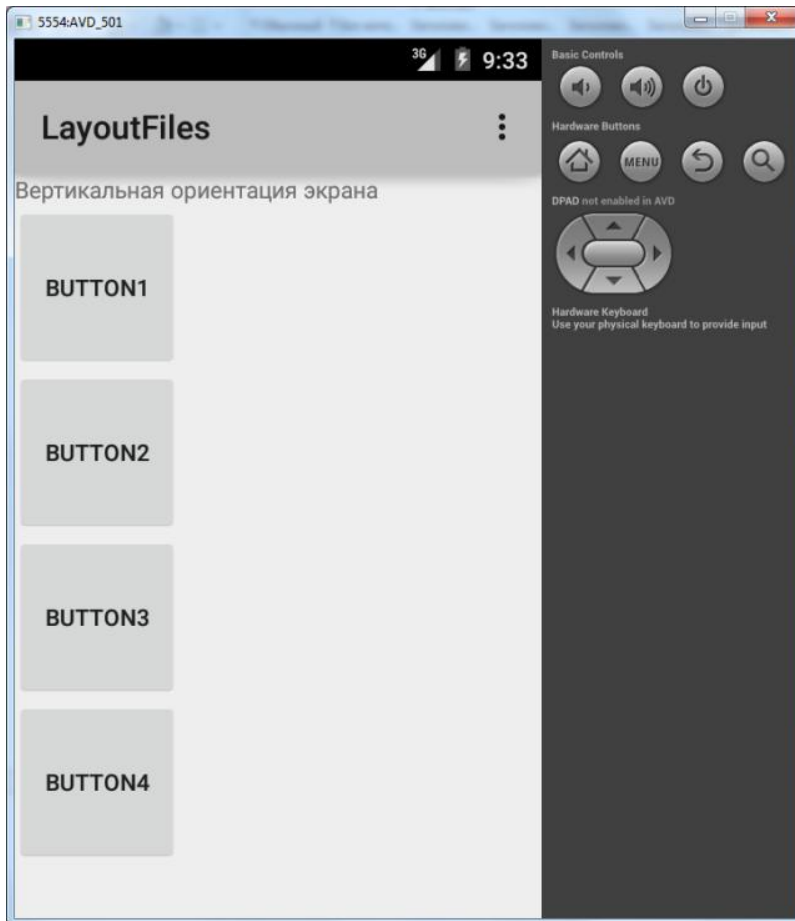 5554:AVD_501
3G 9:33
LayoutFiles
Вертикальная ориентация экрана
BUTTON1
BUTTON2
BUTTON3
BUTTON4
Basic Controls
Hardware Buttons
MENU
DPAD not enabled in AVD
Hardware Keyboard
Use your physical keyboard to provide input